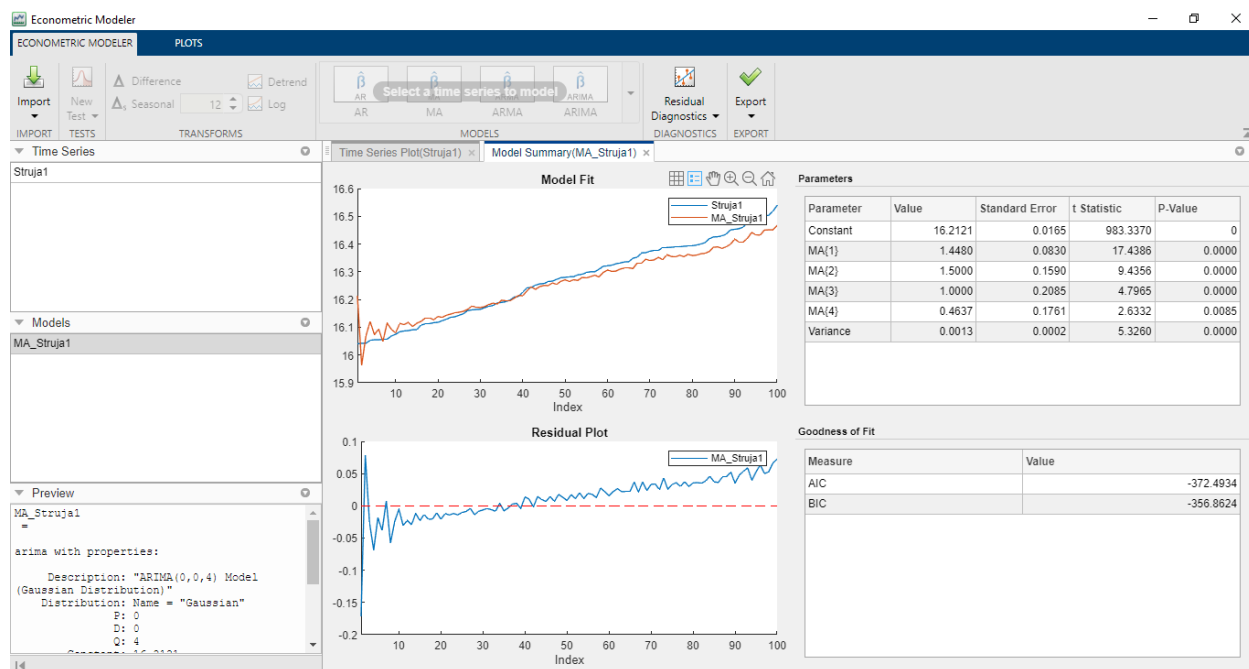 Econometric Modeler
ECONOMETRIC MODELER PLOTS
Import
New Test
Δ Difference
Δs Seasonal 12
Detrend
Log
β̂ AR
β̂
β̂
β̂ ARIMA
Select a time series to model
AR MA ARMA ARIMA
Residual Diagnostics
Export
IMPORT TESTS TRANSFORMS MODELS DIAGNOSTICS EXPORT
Time Series
Struja1
Models
MA_Struja1
Preview
MA_Struja1
=
arima with properties:
Description: "ARIMA(0,0,4) Model
(Gaussian Distribution)"
Distribution: Name = "Gaussian"
P: 0
D: 0
Q: 4
Constant: 16.2121
Time Series Plot(Struja1) Model Summary(MA_Struja1)
Model Fit
Struja1
MA_Struja1
16.6
16.5
16.4
16.3
16.2
16.1
16
15.9
10 20 30 40 50 60 70 80 90 100
Index
Residual Plot
MA_Struja1
0.1
0.05
0
-0.05
-0.1
-0.15
-0.2
10 20 30 40 50 60 70 80 90 100
Index
Parameters
Parameter Value Standard Error t Statistic P-Value
Constant 16.2121 0.0165 983.3370 0
MA{1} 1.4480 0.0830 17.4386 0.0000
MA{2} 1.5000 0.1590 9.4356 0.0000
MA{3} 1.0000 0.2085 4.7965 0.0000
MA{4} 0.4637 0.1761 2.6332 0.0085
Variance 0.0013 0.0002 5.3260 0.0000
Goodness of Fit
Measure Value
AIC -372.4934
BIC -356.8624